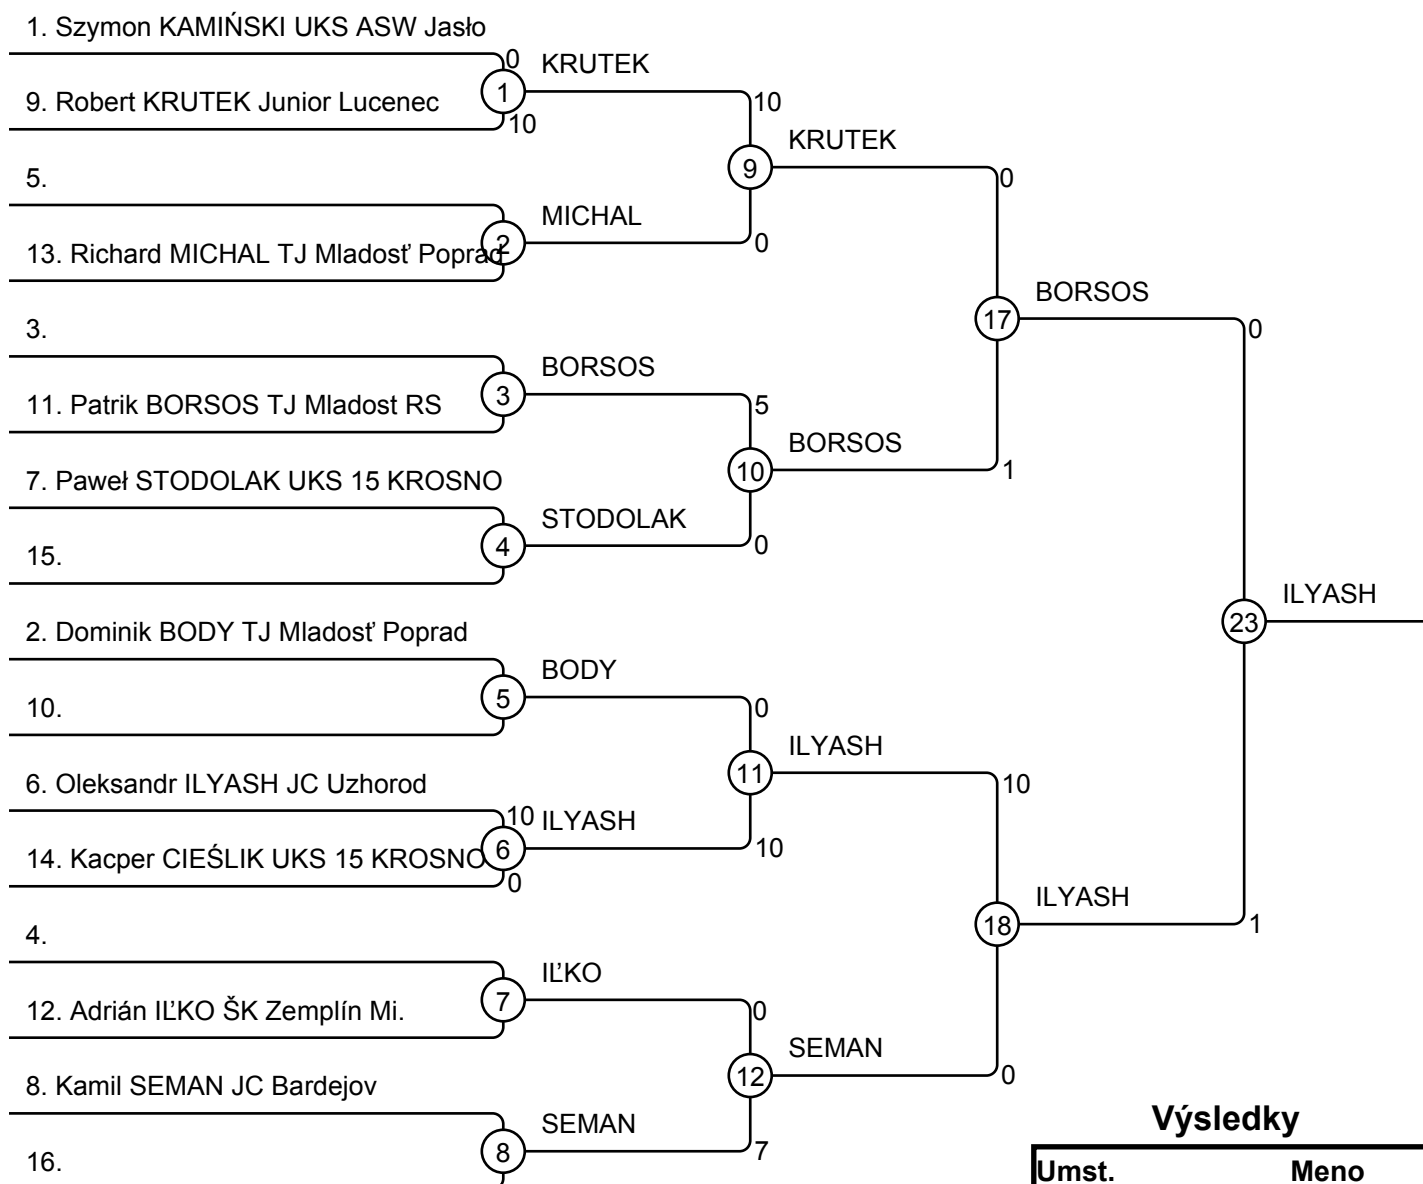 1. Szymon KAMIŃSKI UKS ASW Jasło
0
KRUTEK
1
9. Robert KRUTEK Junior Lucenec
10
10
KRUTEK
9
0
5.
MICHAL
2
0
13. Richard MICHAL TJ Mladosť Poprad
BORSOS
17
0
3.
BORSOS
3
5
11. Patrik BORSOS TJ Mladost RS
BORSOS
10
1
7. Paweł STODOLAK UKS 15 KROSNO
STODOLAK
4
0
15.
ILYASH
23
2. Dominik BODY TJ Mladosť Poprad
BODY
5
0
10.
ILYASH
11
10
6. Oleksandr ILYASH JC Uzhorod
10
ILYASH
6
10
14. Kacper CIEŚLIK UKS 15 KROSNO
0
ILYASH
18
1
4.
IĽKO
7
0
12. Adrián IĽKO ŠK Zemplín Mi.
SEMAN
12
0
8. Kamil SEMAN JC Bardejov
SEMAN
8
7
16.
Výsledky
Umst. Meno